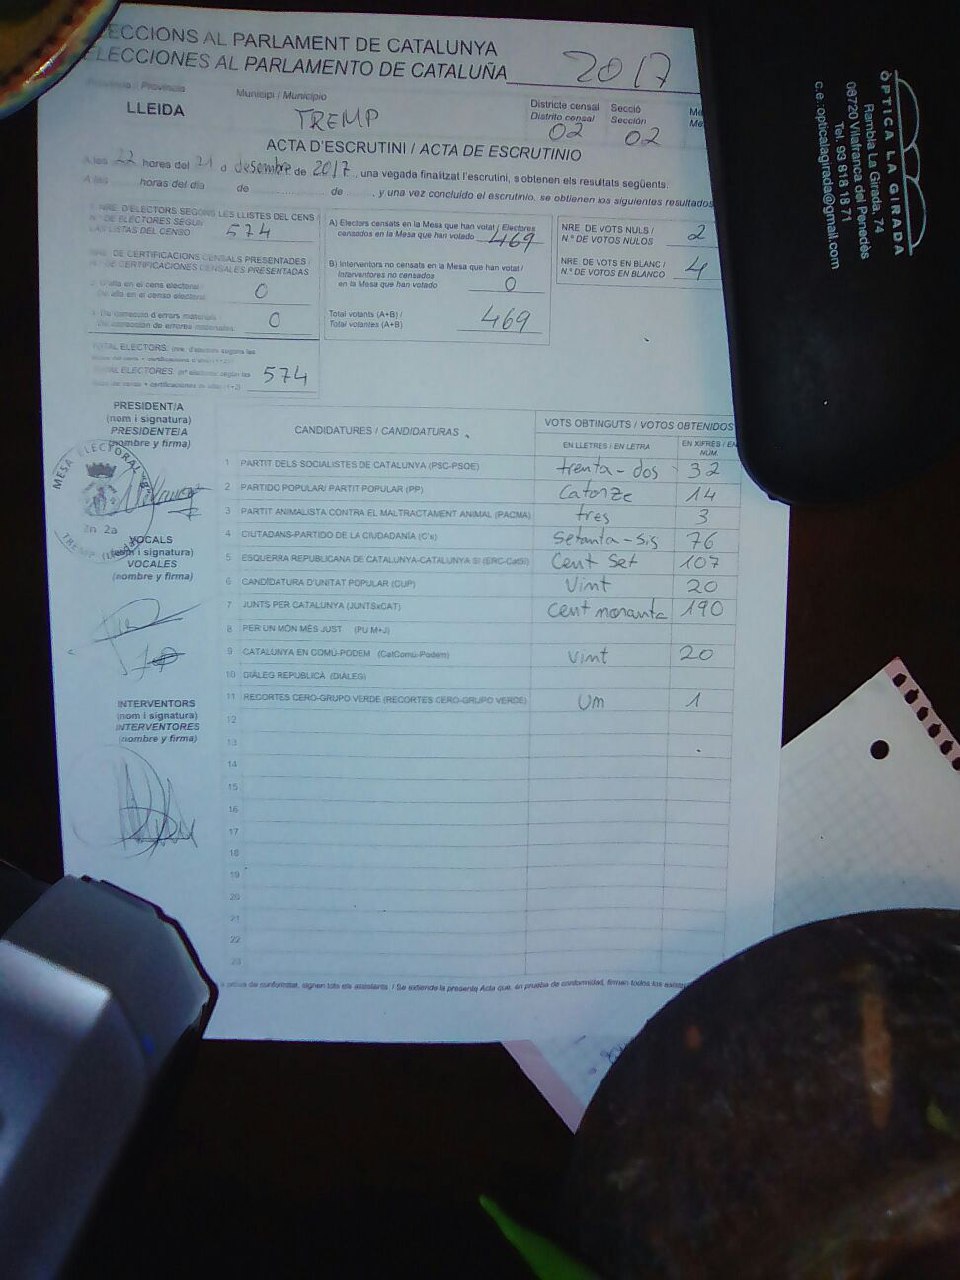 ECCIONS AL PARLAMENT DE CATALUNYA
ELECCIONES AL PARLAMENTO DE CATALUÑA 2017
Província / Provincia
LLEIDA
Municipi / Municipio
TREMP
Districte censal
Distrito censal
02
Secció
Sección
02
ACTA D'ESCRUTINI / ACTA DE ESCRUTINIO
A les 22 hores del 21 d desembre de 2017, una vegada finalitzat l'escrutini, s'obtenen els resultats següents:
A las horas del día de de , y una vez concluido el escrutinio, se obtienen los siguientes resultados
1. NRE. D'ELECTORS SEGONS LES LLISTES DEL CENS /
N.º DE ELECTORES SEGÚN
LAS LISTAS DEL CENSO 574
NRE. DE CERTIFICACIONS CENSALS PRESENTADES /
N.º DE CERTIFICACIONES CENSALES PRESENTADAS
2. D'alta en el cens electoral /
De alta en el censo electoral 0
3. De correcció d'errors materials /
De corrección de errores materiales 0
TOTAL ELECTORS:
TOTAL ELECTORES: 574
A) Electors censats en la Mesa que han votat / Electores
censados en la Mesa que han votado 469
B) Interventors no censats en la Mesa que han votat /
Interventores no censados
en la Mesa que han votado 0
Total votants (A+B) /
Total votantes (A+B) 469
NRE. DE VOTS NULS /
N.º DE VOTOS NULOS 2
NRE. DE VOTS EN BLANC /
N.º DE VOTOS EN BLANCO 4
PRESIDENT/A
(nom i signatura)
PRESIDENTE/A
(nombre y firma)
MESA ELECTORAL
2n 2a
TREMP (Lleida)
VOCALS
(nom i signatura)
VOCALES
(nombre y firma)
INTERVENTORS
(nom i signatura)
INTERVENTORES
(nombre y firma)
CANDIDATURES / CANDIDATURAS
VOTS OBTINGUTS / VOTOS OBTENIDOS
EN LLETRES / EN LETRA
EN XIFRES / EN
NÚM.
1 PARTIT DELS SOCIALISTES DE CATALUNYA (PSC-PSOE) trenta-dos 32
2 PARTIDO POPULAR/ PARTIT POPULAR (PP) Catorze 14
3 PARTIT ANIMALISTA CONTRA EL MALTRACTAMENT ANIMAL (PACMA) tres 3
4 CIUTADANS-PARTIDO DE LA CIUDADANÍA (C's) Setanta-sis 76
5 ESQUERRA REPUBLICANA DE CATALUNYA-CATALUNYA SÍ (ERC-CatSí) Cent Set 107
6 CANDIDATURA D'UNITAT POPULAR (CUP) Vint 20
7 JUNTS PER CATALUNYA (JUNTSxCAT) Cent noranta 190
8 PER UN MÓN MÉS JUST (PU M+J)
9 CATALUNYA EN COMÚ-PODEM (CatComú-Podem) Vint 20
10 DIÀLEG REPUBLICÀ (DIÀLEG)
11 RECORTES CERO-GRUPO VERDE (RECORTES CERO-GRUPO VERDE) Um 1
12
13
14
15
16
17
18
19
20
21
22
23
prova de conformitat, signen tots els assistents. / Se extiende la presente Acta que, en prueba de conformidad, firman todos los
ÒPTICA LA GIRADA
Rambla La Girada, 74
08720 Vilafranca del Penedès
Tel. 93 818 18 71
c.e.:opticalagirada@gmail.com